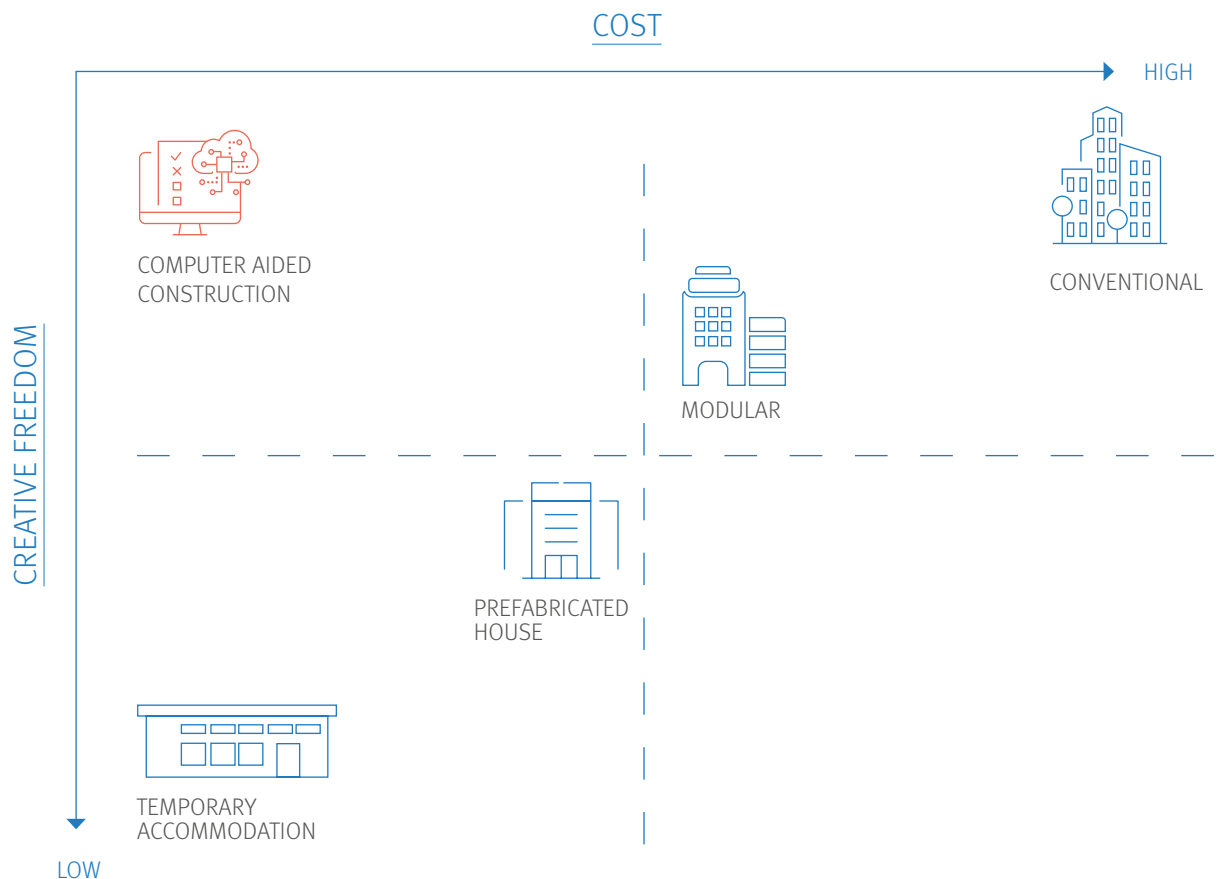 COST
HIGH
COMPUTER AIDED
CONSTRUCTION
CONVENTIONAL
MODULAR
CREATIVE FREEDOM
PREFABRICATED
HOUSE
TEMPORARY
ACCOMMODATION
LOW